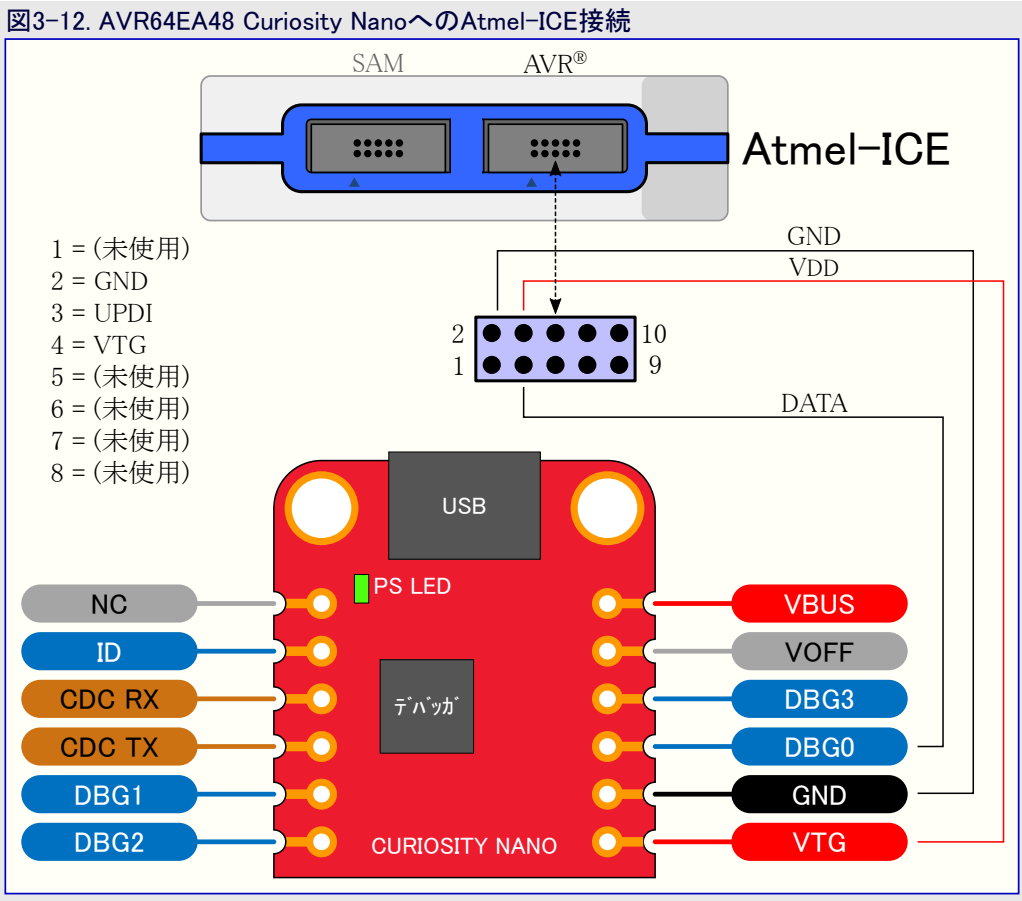 図3-12. AVR64EA48 Curiosity NanoへのAtmel-ICE接続
SAM
AVR®
Atmel-ICE
1 = (未使用)
2 = GND
3 = UPDI
4 = VTG
5 = (未使用)
6 = (未使用)
7 = (未使用)
8 = (未使用)
GND
VDD
2
10
1
9
DATA
USB
PS LED
NC
ID
CDC RX
CDC TX
DBG1
DBG2
ﾃﾞﾊﾞｯｶﾞ
VBUS
VOFF
DBG3
DBG0
GND
VTG
CURIOSITY NANO